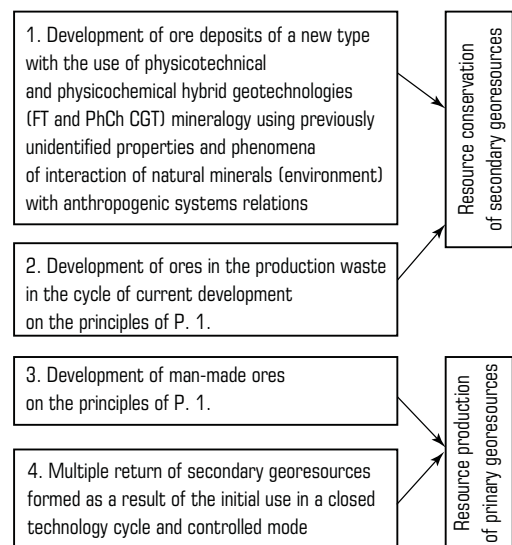 1. Development of ore deposits of a new type
with the use of physicotechnical
and physicochemical hybrid geotechnologies
(FT and PhCh CGT) mineralogy using previously
unidentified properties and phenomena
of interaction of natural minerals (environment)
with anthropogenic systems relations
Resource conservation
of secondary georesources
2. Development of ores in the production waste
in the cycle of current development
on the principles of P. 1.
3. Development of man-made ores
on the principles of P. 1.
Resource production
of prinary georesources
4. Multiple return of secondary georesources
formed as a result of the initial use in a closed
technology cycle and controlled mode